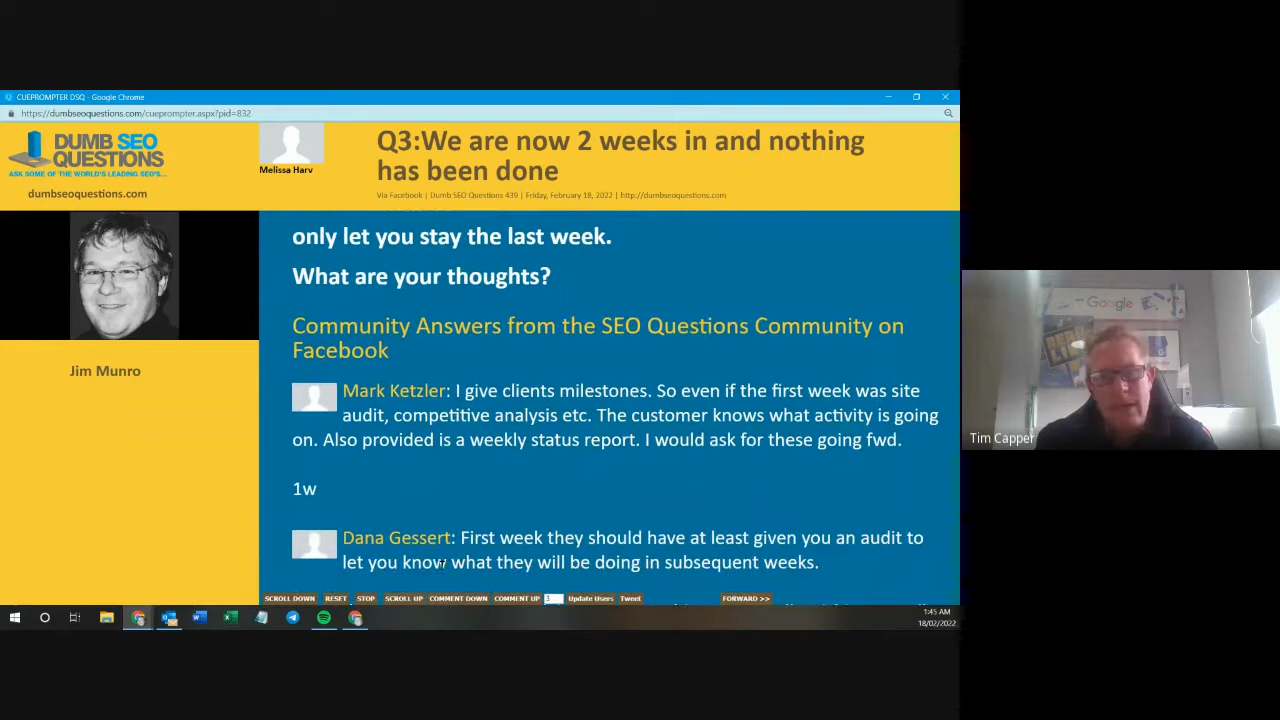 CUEPROMPTER DSQ - Google Chrome
https://dumbseoquestions.com/cueprompter.aspx?pid=832
DUMB SEO
QUESTIONS
ASK SOME OF THE WORLD'S LEADING SEO'S...
dumbseoquestions.com
Melissa Harv
Q3:We are now 2 weeks in and nothing
has been done
Via Facebook | Dumb SEO Questions 439 | Friday, February 18, 2022 | http://dumbseoquestions.com
Jim Munro
only let you stay the last week.
What are your thoughts?
Community Answers from the SEO Questions Community on
Facebook
Mark Ketzler: I give clients milestones. So even if the first week was site
audit, competitive analysis etc. The customer knows what activity is going
on. Also provided is a weekly status report. I would ask for these going fwd.
1w
Dana Gessert: First week they should have at least given you an audit to
let you know what they will be doing in subsequent weeks.
SCROLL DOWN RESET STOP SCROLL UP COMMENT DOWN COMMENT UP 3 Update Users Tweet FORWARD >>
1:45 AM
18/02/2022
Google
Tim Capper